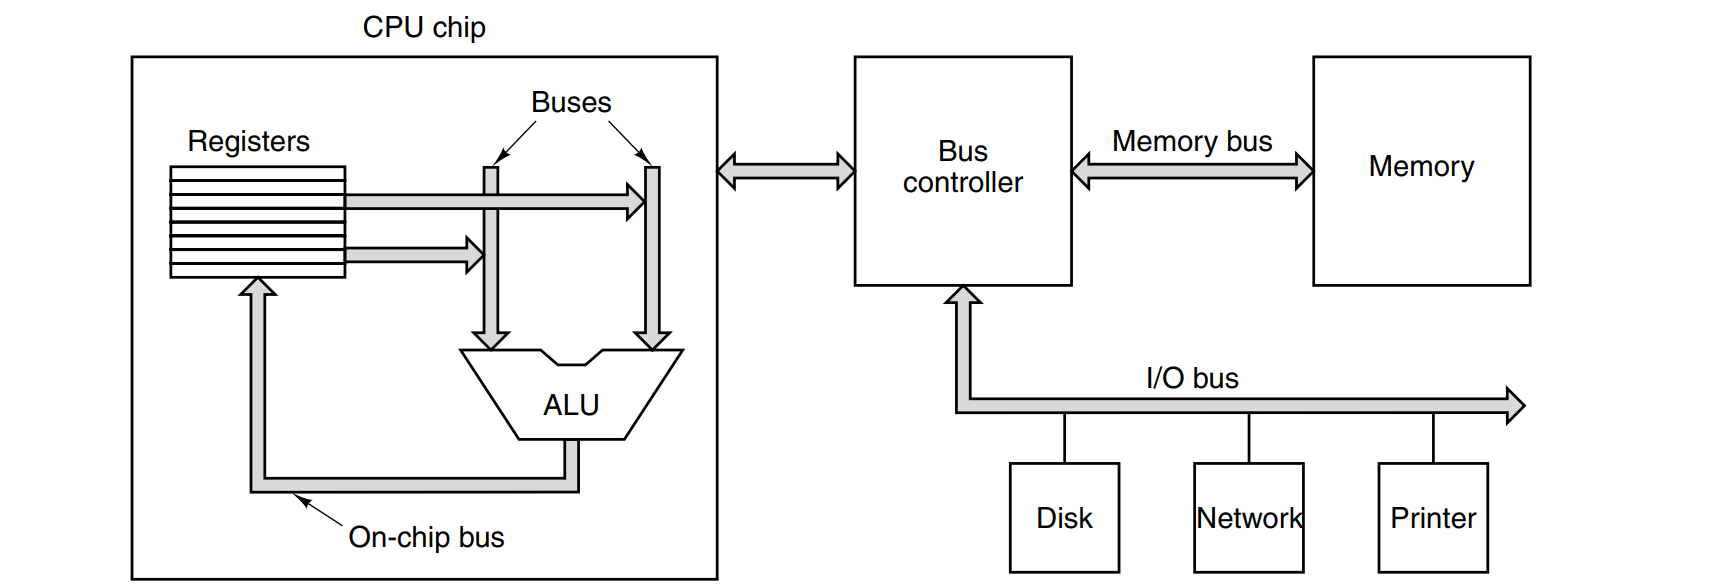 CPU chip
Buses
Registers
ALU
On-chip bus
Bus
controller
Memory bus
Memory
I/O bus
Disk
Network
Printer